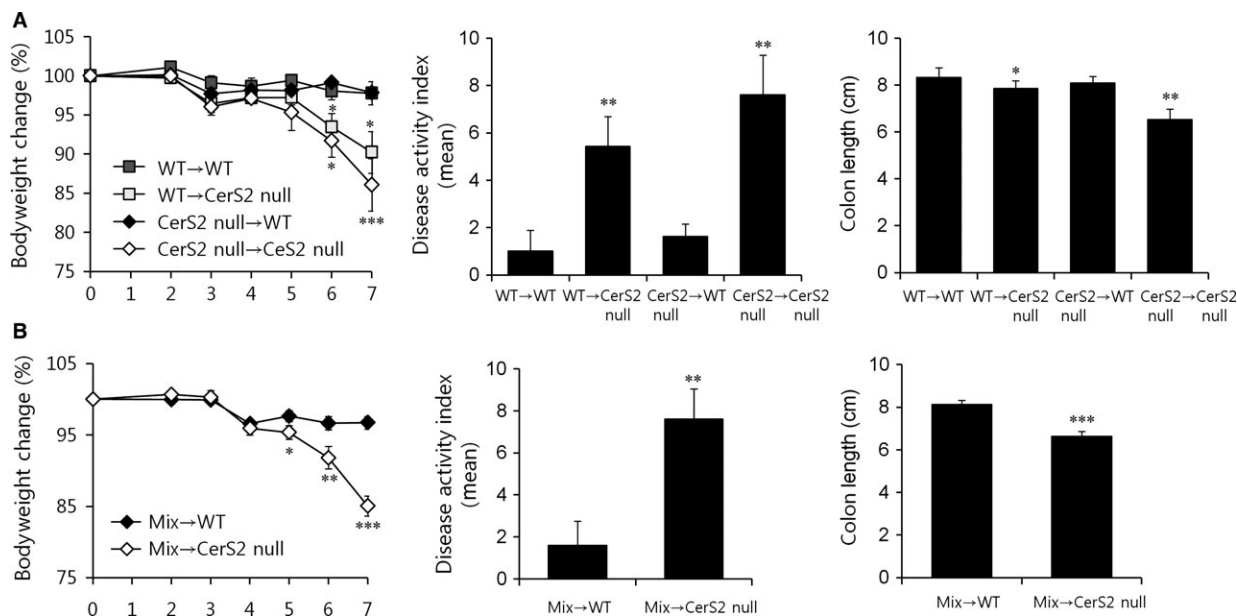 A
Bodyweight change (%)
105
100
95
90
85
80
75
0 1 2 3 4 5 6 7
WT→WT
WT→CerS2 null
CerS2 null→WT
CerS2 null→CeS2 null
*
*
*
***
Disease activity index
(mean)
10
8
6
4
2
0
**
**
WT→WT WT→CerS2 CerS2→WT CerS2→CerS2
null null null null
Colon length (cm)
10
8
6
4
2
0
*
**
WT→WT WT→CerS2 CerS2→WT CerS2→CerS2
null null null null
B
Bodyweight change (%)
105
95
85
75
0 1 2 3 4 5 6 7
Mix→WT
Mix→CerS2 null
*
**
***
Disease activity index
(mean)
10
8
6
4
2
0
**
Mix→WT Mix→CerS2 null
Colon length (cm)
10
8
6
4
2
0
***
Mix→WT Mix→CerS2 null